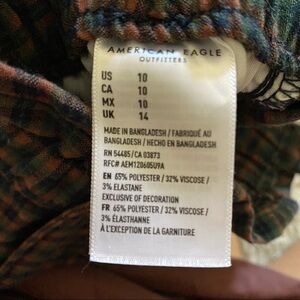 AMERICAN EAGLE
OUTFITTERS
US 10
CA 10
MX 10
UK 14
MADE IN BANGLADESH / FABRIQUÉ AU
BANGLADESH / HECHO EN BANGLADESH
RN 54485/CA 03873
RFC# AEM120605U9A
EN 65% POLYESTER / 32% VISCOSE /
3% ELASTANE
EXCLUSIVE OF DECORATION
FR 65% POLYESTER / 32% VISCOSE /
3% ÉLASTHANNE
À L'EXCEPTION DE LA GARNITURE